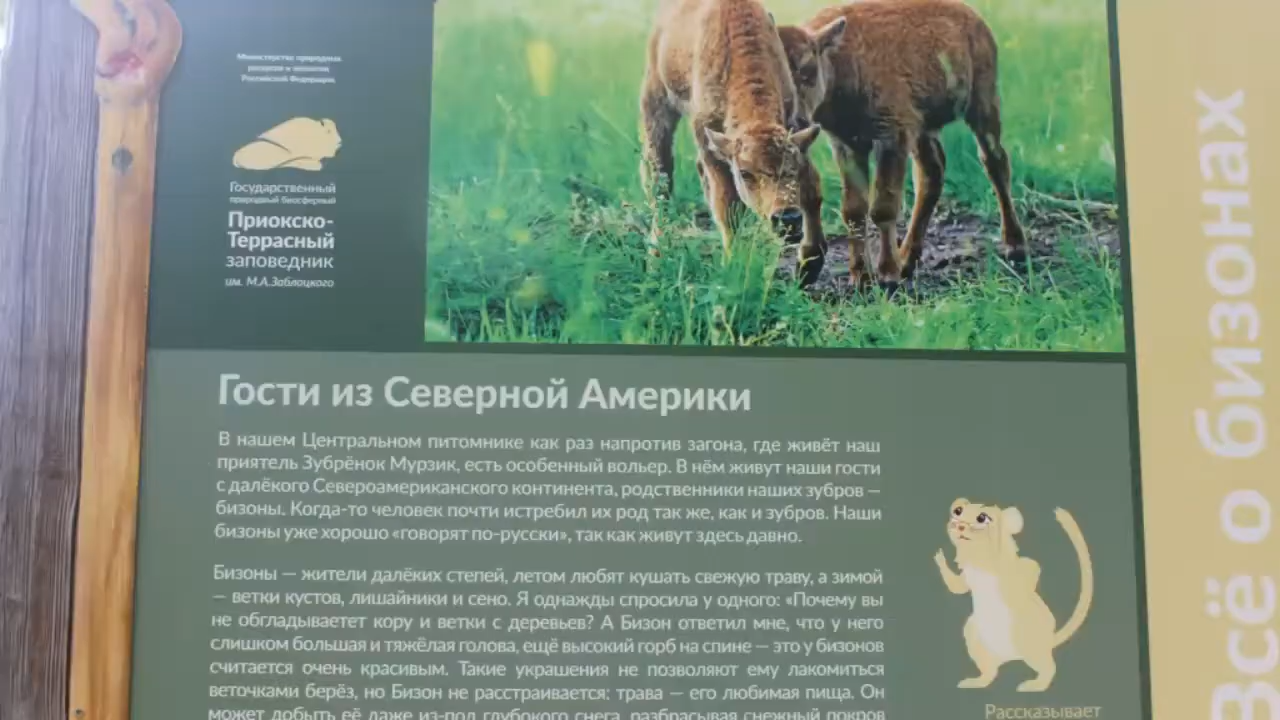 Министерство природных
ресурсов и экологии
Российской Федерации
Государственный
природный биосферный
Приокско-
Террасный
заповедник
им. М.А.Заблоцкого
Гости из Северной Америки
В нашем Центральном питомнике как раз напротив загона, где живёт наш
приятель Зубрёнок Мурзик, есть особенный вольер. В нём живут наши гости
с далёкого Североамериканского континента, родственники наших зубров —
бизоны. Когда-то человек почти истребил их род так же, как и зубров. Наши
бизоны уже хорошо «говорят по-русски», так как живут здесь давно.
Бизоны — жители далёких степей, летом любят кушать свежую траву, а зимой
— ветки кустов, лишайники и сено. Я однажды спросила у одного: «Почему вы
не обгладываетет кору и ветки с деревьев? А Бизон ответил мне, что у него
слишком большая и тяжёлая голова, ещё высокий горб на спине — это у бизонов
считается очень красивым. Такие украшения не позволяют ему лакомиться
веточками берёз, но Бизон не расстраивается: трава — его любимая пища. Он
может добыть её даже из-под глубокого снега, разбрасывая снежный покров
Рассказывает
Всё о бизонах